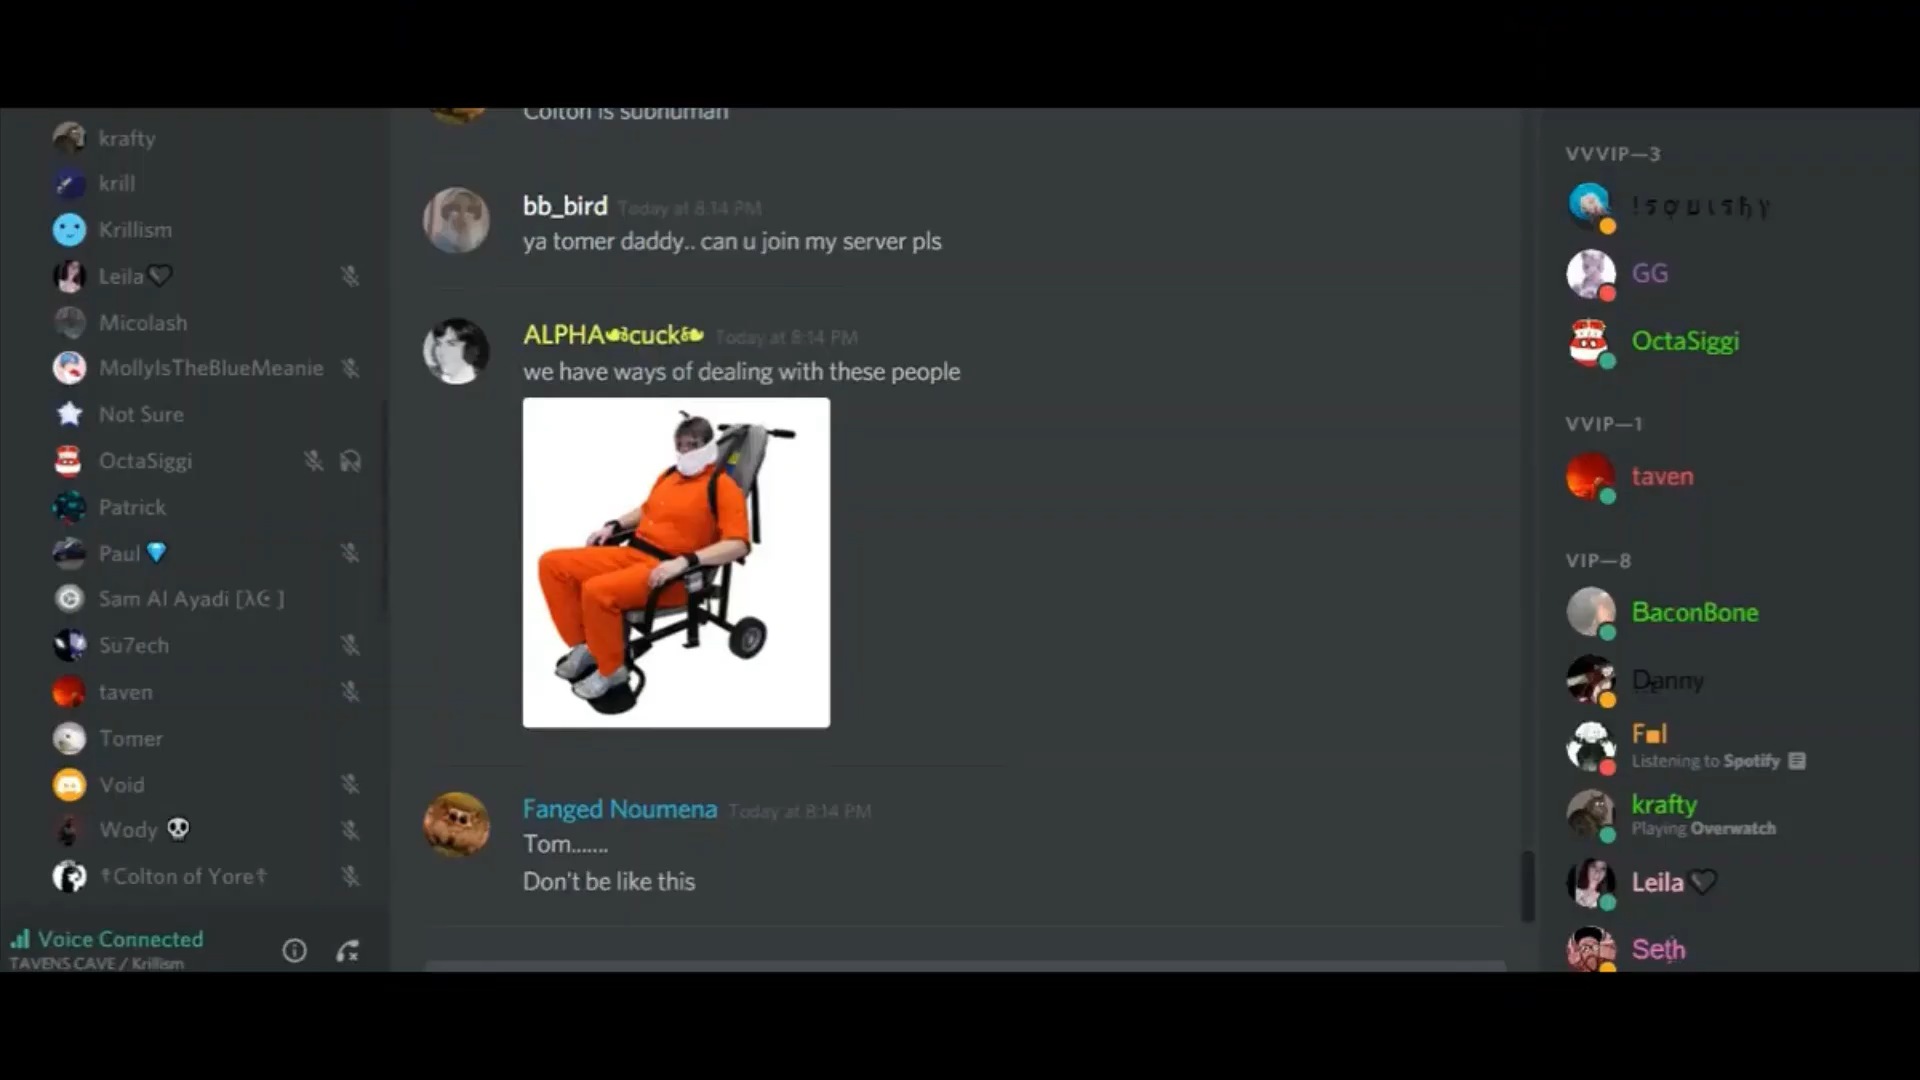 krafty
krill
Krillism
Leila🖤
Micolash
MollyIsTheBlueMeanie
Not Sure
OctaSiggi
Patrick
Paul 💎
Sam Al Ayadi [λ☪ ]
Su7ech
taven
Tomer
Void
Wody 💀
☨Colton of Yore☨
Voice Connected
TAVENS CAVE / Krillism
Colton is subhuman
bb_bird Today at 8:14 PM
ya tomer daddy.. can u join my server pls
ALPHA☙cuck❧ Today at 8:14 PM
we have ways of dealing with these people
Fanged Noumena Today at 8:14 PM
Tom.......
Don't be like this
VVVIP—3
GG
OctaSiggi
VVIP—1
taven
VIP—8
BaconBone
Danny
F■l
Listening to Spotify
krafty
Playing Overwatch
Leila🖤
Seth